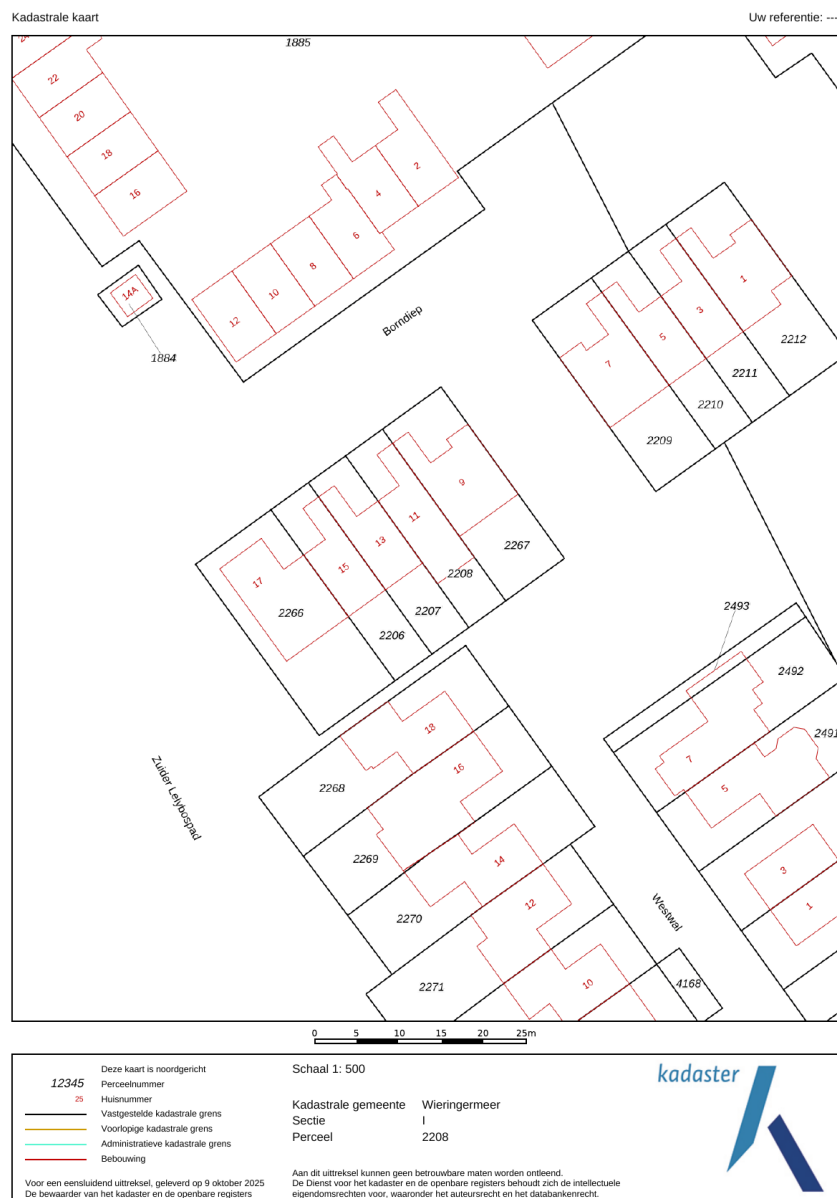 Kadastrale kaart
Uw referentie: ---
1885
24
22
20
18
16
14A
1884
2
4
6
8
10
12
Borndiep
1
3
5
7
2212
2211
2210
2209
9
11
13
15
17
2267
2208
2207
2206
2266
2493
2492
2491
7
5
3
1
18
16
14
12
10
2268
2269
2270
2271
4168
Zuider Lelybospad
Westwal
0 5 10 15 20 25m
Deze kaart is noordgericht
12345 Perceelnummer
25 Huisnummer
Vastgestelde kadastrale grens
Voorlopige kadastrale grens
Administratieve kadastrale grens
Bebouwing
Voor een eensluidend uittreksel, geleverd op 9 oktober 2025
De bewaarder van het kadaster en de openbare registers
Schaal 1: 500
Kadastrale gemeente Wieringermeer
Sectie I
Perceel 2208
Aan dit uittreksel kunnen geen betrouwbare maten worden ontleend.
De Dienst voor het kadaster en de openbare registers behoudt zich de intellectuele
eigendomsrechten voor, waaronder het auteursrecht en het databankenrecht.
kadaster